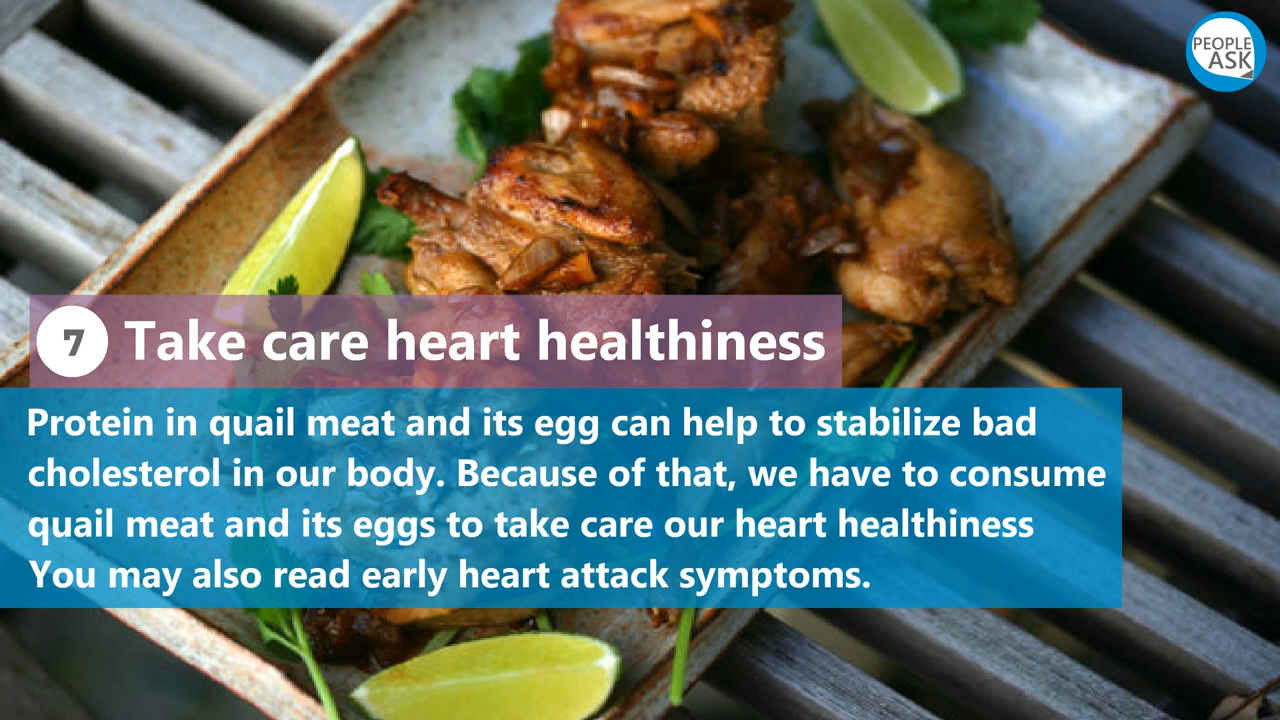 PEOPLE
ASK
7 Take care heart healthiness
Protein in quail meat and its egg can help to stabilize bad
cholesterol in our body. Because of that, we have to consume
quail meat and its eggs to take care our heart healthiness
You may also read early heart attack symptoms.